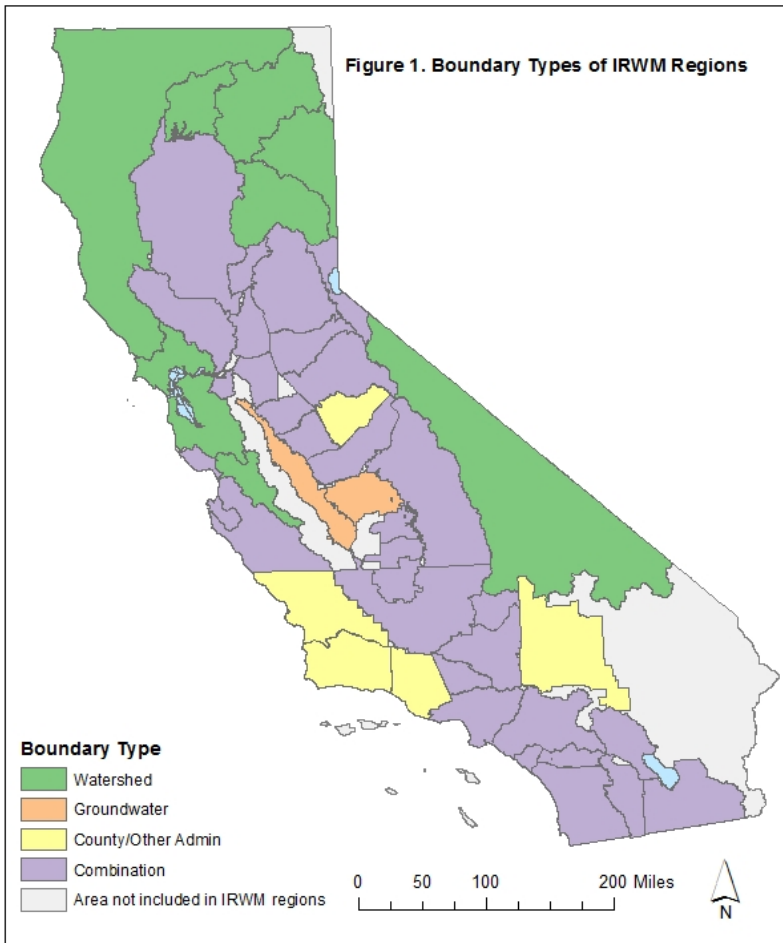 Figure 1. Boundary Types of IRWM Regions
Boundary Type
Watershed
Groundwater
County/Other Admin
Combination
Area not included in IRWM regions
0 50 100 200 Miles
N